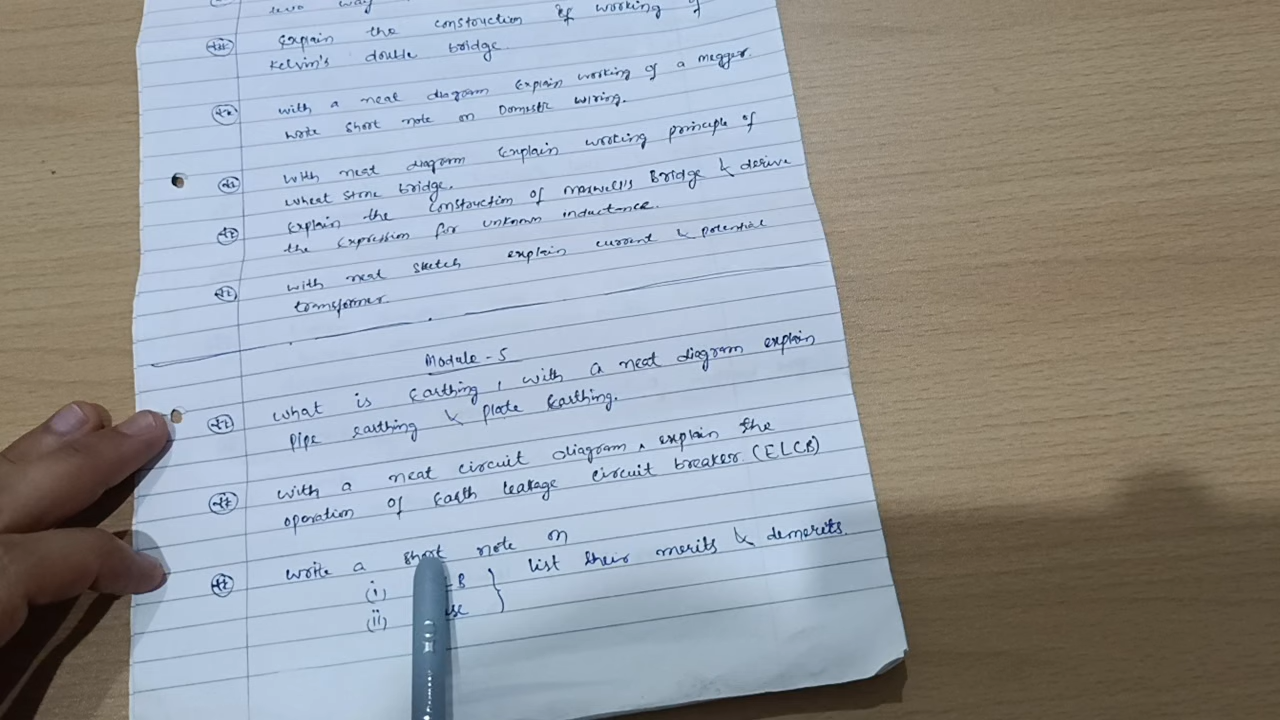 two way
Explain the construction & working of
Kelvin's double bridge.
with a neat diagram Explain working of a megger.
write short note on Domestic wiring.
with neat diagram Explain working principle of
wheat stone bridge.
Explain the Construction of maxwell's Bridge & derive
the Expression for unknown inductance.
with neat sketch explain current & potential
transformer
Module - 5
What is Earthing, with a neat diagram explain
pipe earthing & plate Earthing.
with a neat circuit diagram, explain the
operation of Earth leakage circuit breaker (ELCB)
write a short note on
(i) B } list their merits & demerits.
(ii)